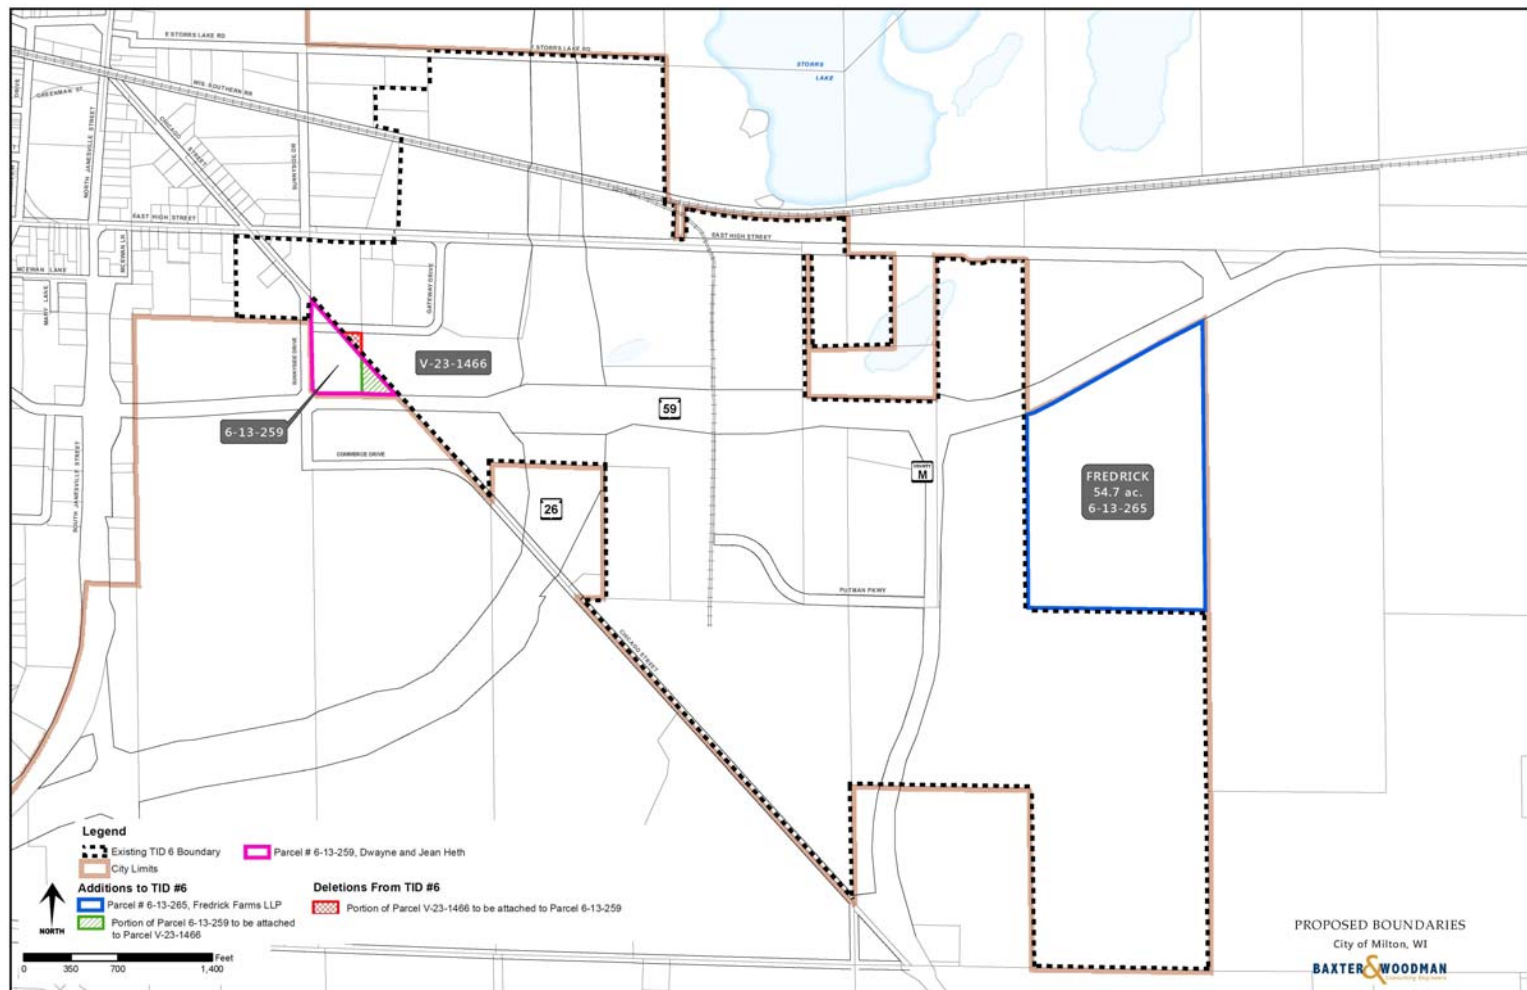 E STORRS LAKE RD
E STORRS LAKE RD
STORRS
LAKE
WIS SOUTHERN RR
DRIVE
GREENMAN ST
NORTH JANESVILLE STREET
CHICAGO STREET
SUNNYSIDE DR
EAST HIGH STREET
EAST HIGH STREET
MCEWAN LN
MCEWAN LAKE
MARY LANE
GATEWAY DRIVE
SUNNYSIDE DRIVE
V-23-1466
6-13-259
59
COMMERCE DRIVE
SOUTH JANESVILLE STREET
26
COUNTY
M
FREDRICK
54.7 ac.
6-13-265
PUTMAN PKWY
CHICAGO STREET
Legend
Existing TID 6 Boundary
Parcel # 6-13-259, Dwayne and Jean Heth
City Limits
Additions to TID #6
Deletions From TID #6
Parcel # 6-13-265, Fredrick Farms LLP
Portion of Parcel V-23-1466 to be attached to Parcel 6-13-259
Portion of Parcel 6-13-259 to be attached
to Parcel V-23-1466
NORTH
0 350 700 1,400
Feet
PROPOSED BOUNDARIES
City of Milton, WI
BAXTER & WOODMAN
Consulting Engineers